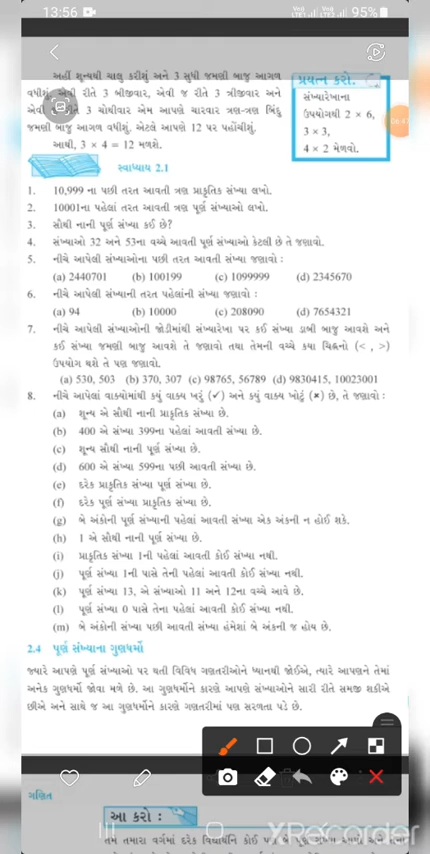 13:56
95%
અહીં શૂન્યથી ચાલુ કરીશું અને 3 સુધી જમણી બાજુ આગળ
વધીશું. એવી રીતે 3 બીજીવાર, એવી જ રીતે 3 ત્રીજીવાર અને
એવી રીતે 3 ચોથીવાર એમ આપણે ચારવાર ત્રણ-ત્રણ બિંદુ
જમણી બાજુ આગળ વધીશું. એટલે આપણે 12 પર પહોંચીશું.
આથી, 3 × 4 = 12 મળશે.
પ્રયત્ન કરો.
સંખ્યારેખાના
ઉપયોગથી 2 × 6,
3 × 3,
4 × 2 મેળવો.
સ્વાધ્યાય 2.1
1. 10,999 ના પછી તરત આવતી ત્રણ પ્રાકૃતિક સંખ્યા લખો.
2. 10001ના પહેલાં તરત આવતી ત્રણ પૂર્ણ સંખ્યાઓ લખો.
3. સૌથી નાની પૂર્ણ સંખ્યા કઈ છે?
4. સંખ્યાઓ 32 અને 53ના વચ્ચે આવતી પૂર્ણ સંખ્યાઓ કેટલી છે તે જણાવો.
5. નીચે આપેલી સંખ્યાઓના પછી તરત આવતી સંખ્યા જણાવો :
(a) 2440701 (b) 100199 (c) 1099999 (d) 2345670
6. નીચે આપેલી સંખ્યાની તરત પહેલાંની સંખ્યા જણાવો :
(a) 94 (b) 10000 (c) 208090 (d) 7654321
7. નીચે આપેલી સંખ્યાઓની જોડીમાંથી સંખ્યારેખા પર કઈ સંખ્યા ડાબી બાજુ આવશે અને
કઈ સંખ્યા જમણી બાજુ આવશે તે જણાવો તથા તેમની વચ્ચે કયા ચિહ્નનો (< , >)
ઉપયોગ થશે તે પણ જણાવો.
(a) 530, 503 (b) 370, 307 (c) 98765, 56789 (d) 9830415, 10023001
8. નીચે આપેલાં વાક્યોમાંથી કયું વાક્ય ખરું (✓) અને કયું વાક્ય ખોટું (×) છે, તે જણાવો :
(a) શૂન્ય એ સૌથી નાની પ્રાકૃતિક સંખ્યા છે.
(b) 400 એ સંખ્યા 399ના પહેલાં આવતી સંખ્યા છે.
(c) શૂન્ય સૌથી નાની પૂર્ણ સંખ્યા છે.
(d) 600 એ સંખ્યા 599ના પછી આવતી સંખ્યા છે.
(e) દરેક પ્રાકૃતિક સંખ્યા પૂર્ણ સંખ્યા છે.
(f) દરેક પૂર્ણ સંખ્યા પ્રાકૃતિક સંખ્યા છે.
(g) બે અંકોની પૂર્ણ સંખ્યાની પહેલાં આવતી સંખ્યા એક અંકની ન હોઈ શકે.
(h) 1 એ સૌથી નાની પૂર્ણ સંખ્યા છે.
(i) પ્રાકૃતિક સંખ્યા 1ની પહેલાં આવતી કોઈ સંખ્યા નથી.
(j) પૂર્ણ સંખ્યા 1ની પાસે તેની પહેલાં આવતી કોઈ સંખ્યા નથી.
(k) પૂર્ણ સંખ્યા 13, એ સંખ્યાઓ 11 અને 12ના વચ્ચે આવે છે.
(l) પૂર્ણ સંખ્યા 0 પાસે તેના પહેલાં આવતી કોઈ સંખ્યા નથી.
(m) બે અંકોની સંખ્યા પછી આવતી સંખ્યા હંમેશાં બે અંકની જ હોય છે.
2.4 પૂર્ણ સંખ્યાના ગુણધર્મો
જ્યારે આપણે પૂર્ણ સંખ્યાઓ પર થતી વિવિધ ગણતરીઓને ધ્યાનથી જોઈએ, ત્યારે આપણને તેમાં
અનેક ગુણધર્મો જોવા મળે છે. આ ગુણધર્મોને કારણે આપણે સંખ્યાઓને સારી રીતે સમજી શકીએ
છીએ અને સાથે જ આ ગુણધર્મોને કારણે ગણતરીમાં પણ સરળતા પડે છે.
ગણિત
આ કરો :
તમે તમારા વર્ગમાં દરેક વિદ્યાર્થીને કોઈ પણ બે પૂર્ણ
XRecorder